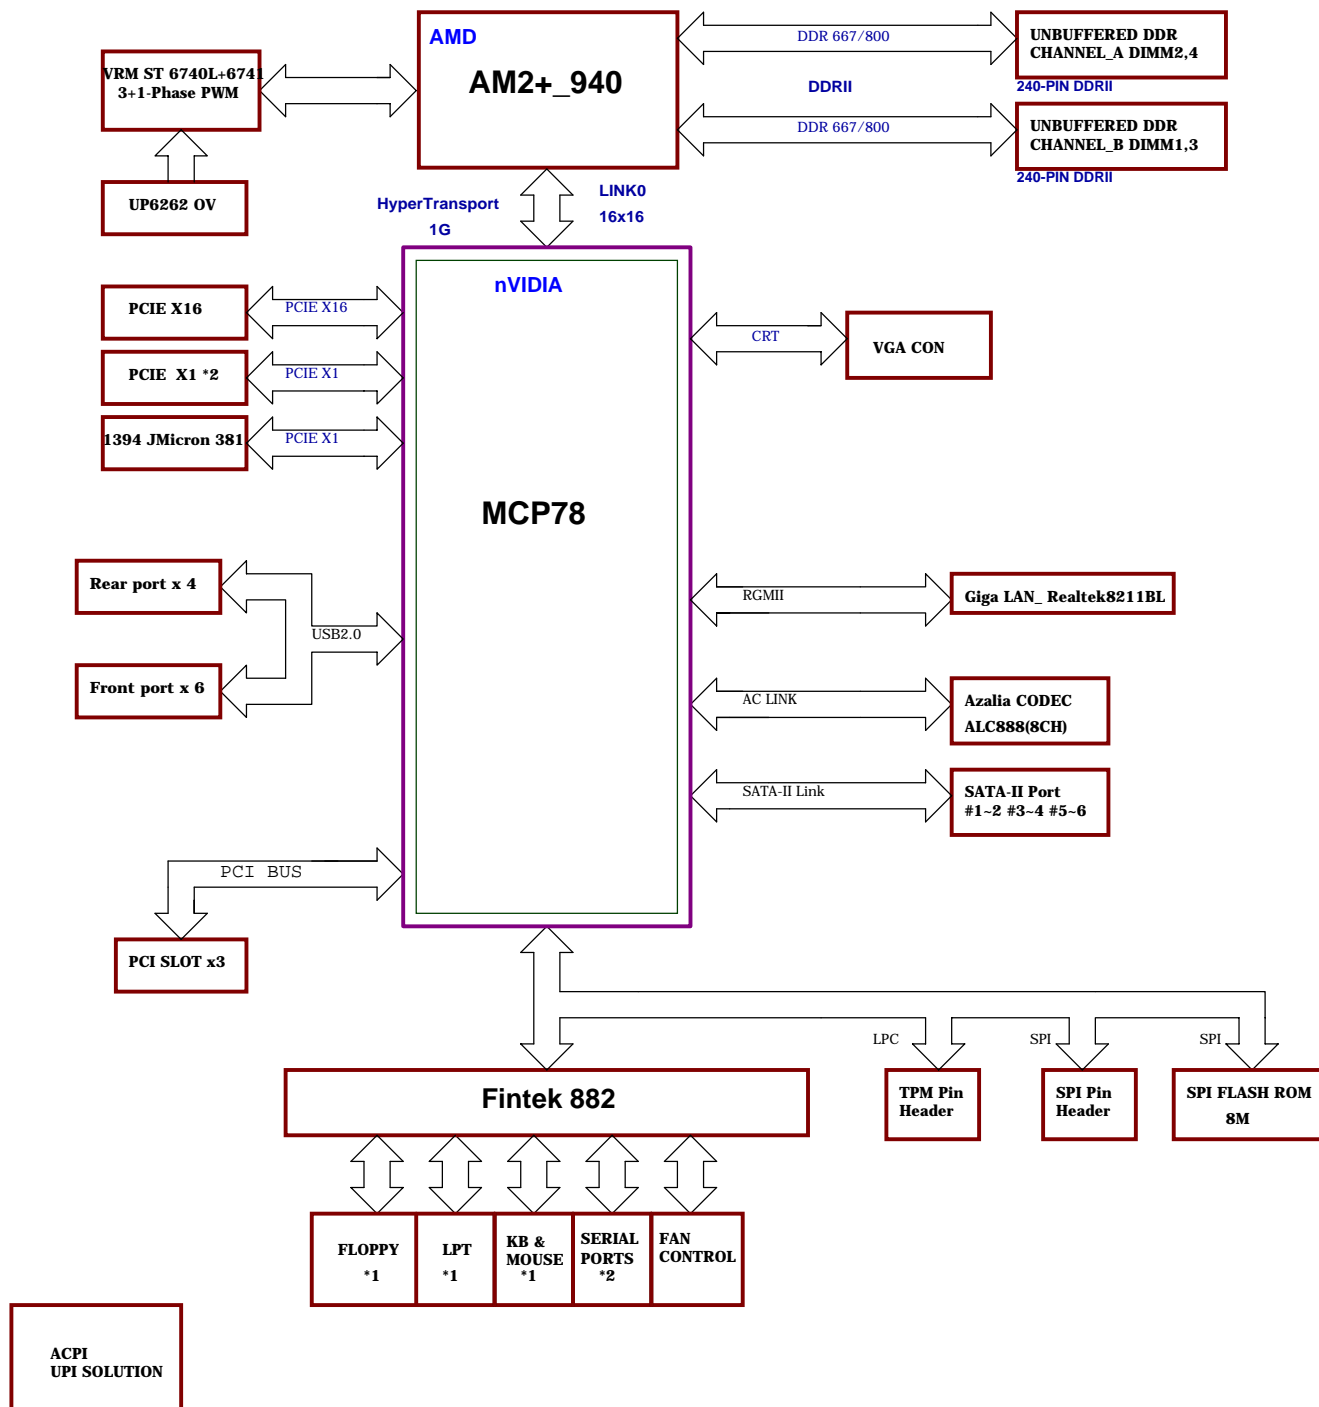 AMD
AM2+_940
VRM ST 6740L+6741
3+1-Phase PWM
UP6262 OV
DDR 667/800
UNBUFFERED DDR
CHANNEL_A DIMM2,4
240-PIN DDRII
DDRII
DDR 667/800
UNBUFFERED DDR
CHANNEL_B DIMM1,3
240-PIN DDRII
HyperTransport
1G
LINK0
16x16
nVIDIA
MCP78
PCIE X16
PCIE X16
PCIE X1 *2
PCIE X1
1394 JMicron 381
PCIE X1
CRT
VGA CON
Rear port x 4
Front port x 6
USB2.0
RGMII
Giga LAN_ Realtek8211BL
AC LINK
Azalia CODEC
ALC888(8CH)
SATA-II Link
SATA-II Port
#1~2 #3~4 #5~6
PCI BUS
PCI SLOT x3
LPC
SPI
SPI
Fintek 882
TPM Pin
Header
SPI Pin
Header
SPI FLASH ROM
8M
FLOPPY
*1
LPT
*1
KB &
MOUSE
*1
SERIAL
PORTS
*2
FAN
CONTROL
ACPI
UPI SOLUTION